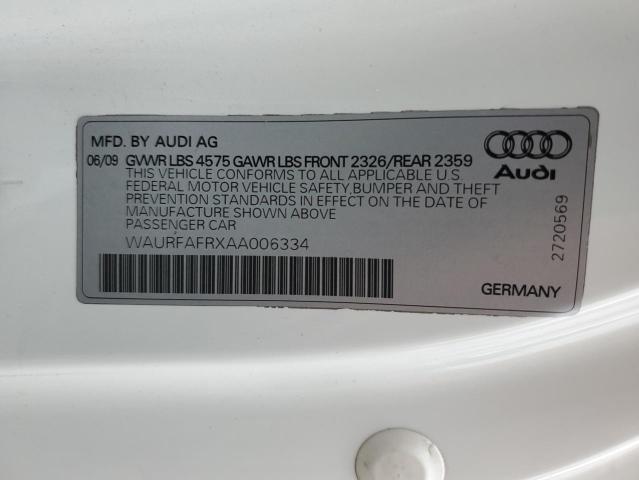 MFD. BY AUDI AG
06/09 GVWR LBS 4575 GAWR LBS FRONT 2326/REAR 2359
THIS VEHICLE CONFORMS TO ALL APPLICABLE U.S.
FEDERAL MOTOR VEHICLE SAFETY,BUMPER AND THEFT
PREVENTION STANDARDS IN EFFECT ON THE DATE OF
MANUFACTURE SHOWN ABOVE
PASSENGER CAR
WAURFAFRXAA006334
Audi
2720569
GERMANY